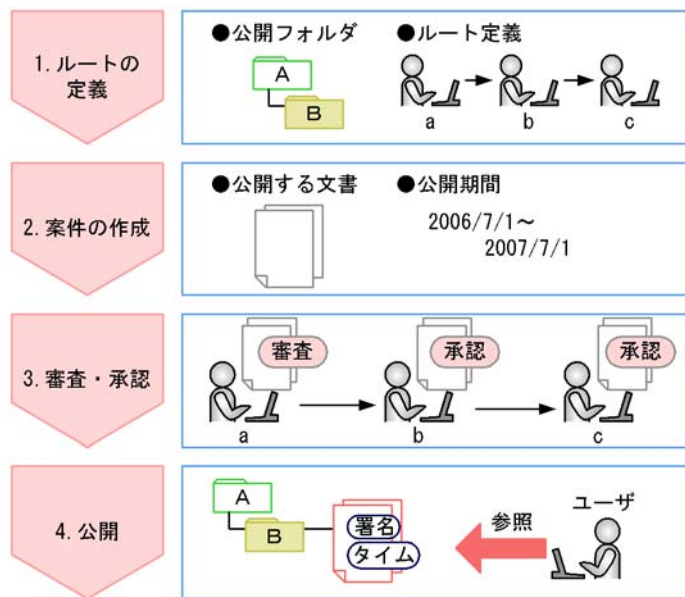 1. ルートの
定義
●公開フォルダ
●ルート定義
A
B
a
b
c
2. 案件の作成
●公開する文書
●公開期間
2006/7/1～
2007/7/1
3. 審査・承認
審査
承認
承認
a
b
c
4. 公開
A
B
署名
タイム
参照
ユーザ